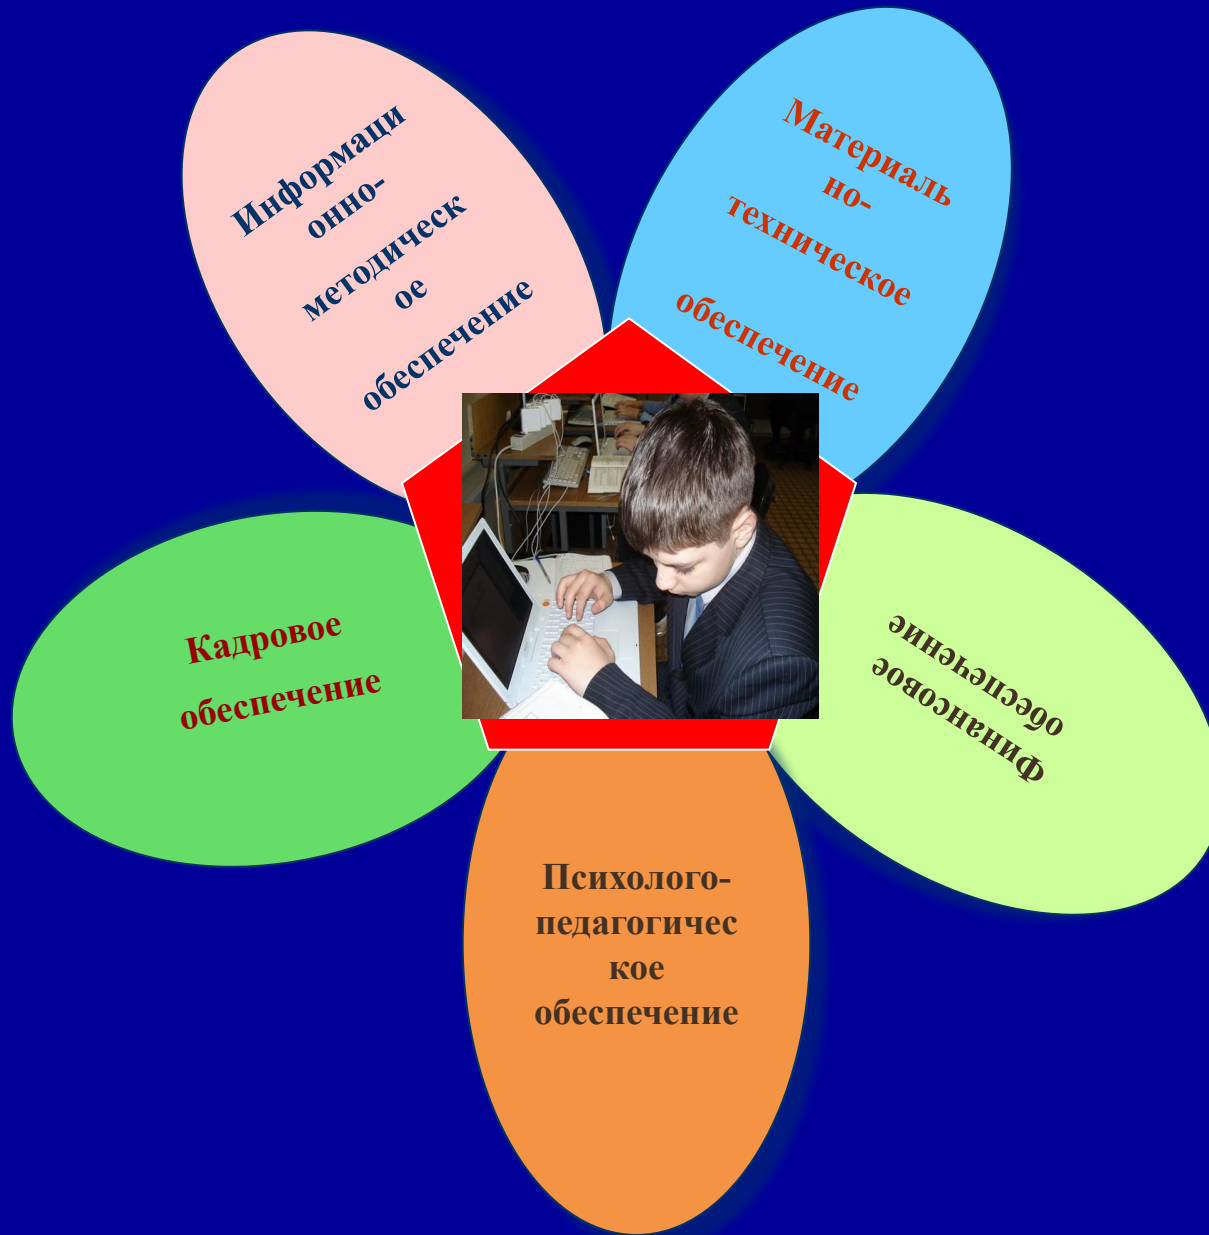 Информаци
онно-
методическ
ое
обеспечение
Материаль
но-
техническое
обеспечение
Кадровое
обеспечение
Финансовое
обеспечение
Психолого-
педагогичес
кое
обеспечение